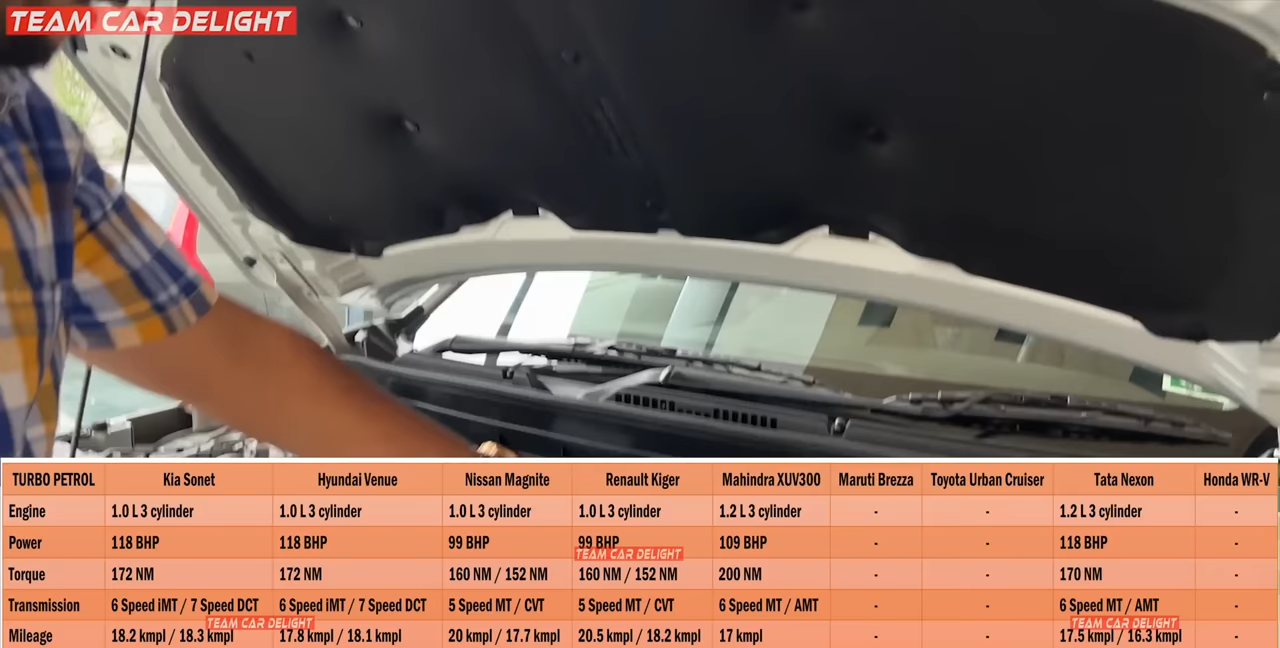 TEAM CAR DELIGHT
TURBO PETROL Kia Sonet Hyundai Venue Nissan Magnite Renault Kiger Mahindra XUV300 Maruti Brezza Toyota Urban Cruiser Tata Nexon Honda WR-V
Engine 1.0 L 3 cylinder 1.0 L 3 cylinder 1.0 L 3 cylinder 1.0 L 3 cylinder 1.2 L 3 cylinder - - 1.2 L 3 cylinder -
Power 118 BHP 118 BHP 99 BHP 99 BHP 109 BHP - - 118 BHP -
TEAM CAR DELIGHT
Torque 172 NM 172 NM 160 NM / 152 NM 160 NM / 152 NM 200 NM - - 170 NM -
Transmission 6 Speed iMT / 7 Speed DCT 6 Speed iMT / 7 Speed DCT 5 Speed MT / CVT 5 Speed MT / CVT 6 Speed MT / AMT - - 6 Speed MT / AMT -
TEAM CAR DELIGHT TEAM CAR DELIGHT
Mileage 18.2 kmpl / 18.3 kmpl 17.8 kmpl / 18.1 kmpl 20 kmpl / 17.7 kmpl 20.5 kmpl / 18.2 kmpl 17 kmpl - - 17.5 kmpl / 16.3 kmpl -